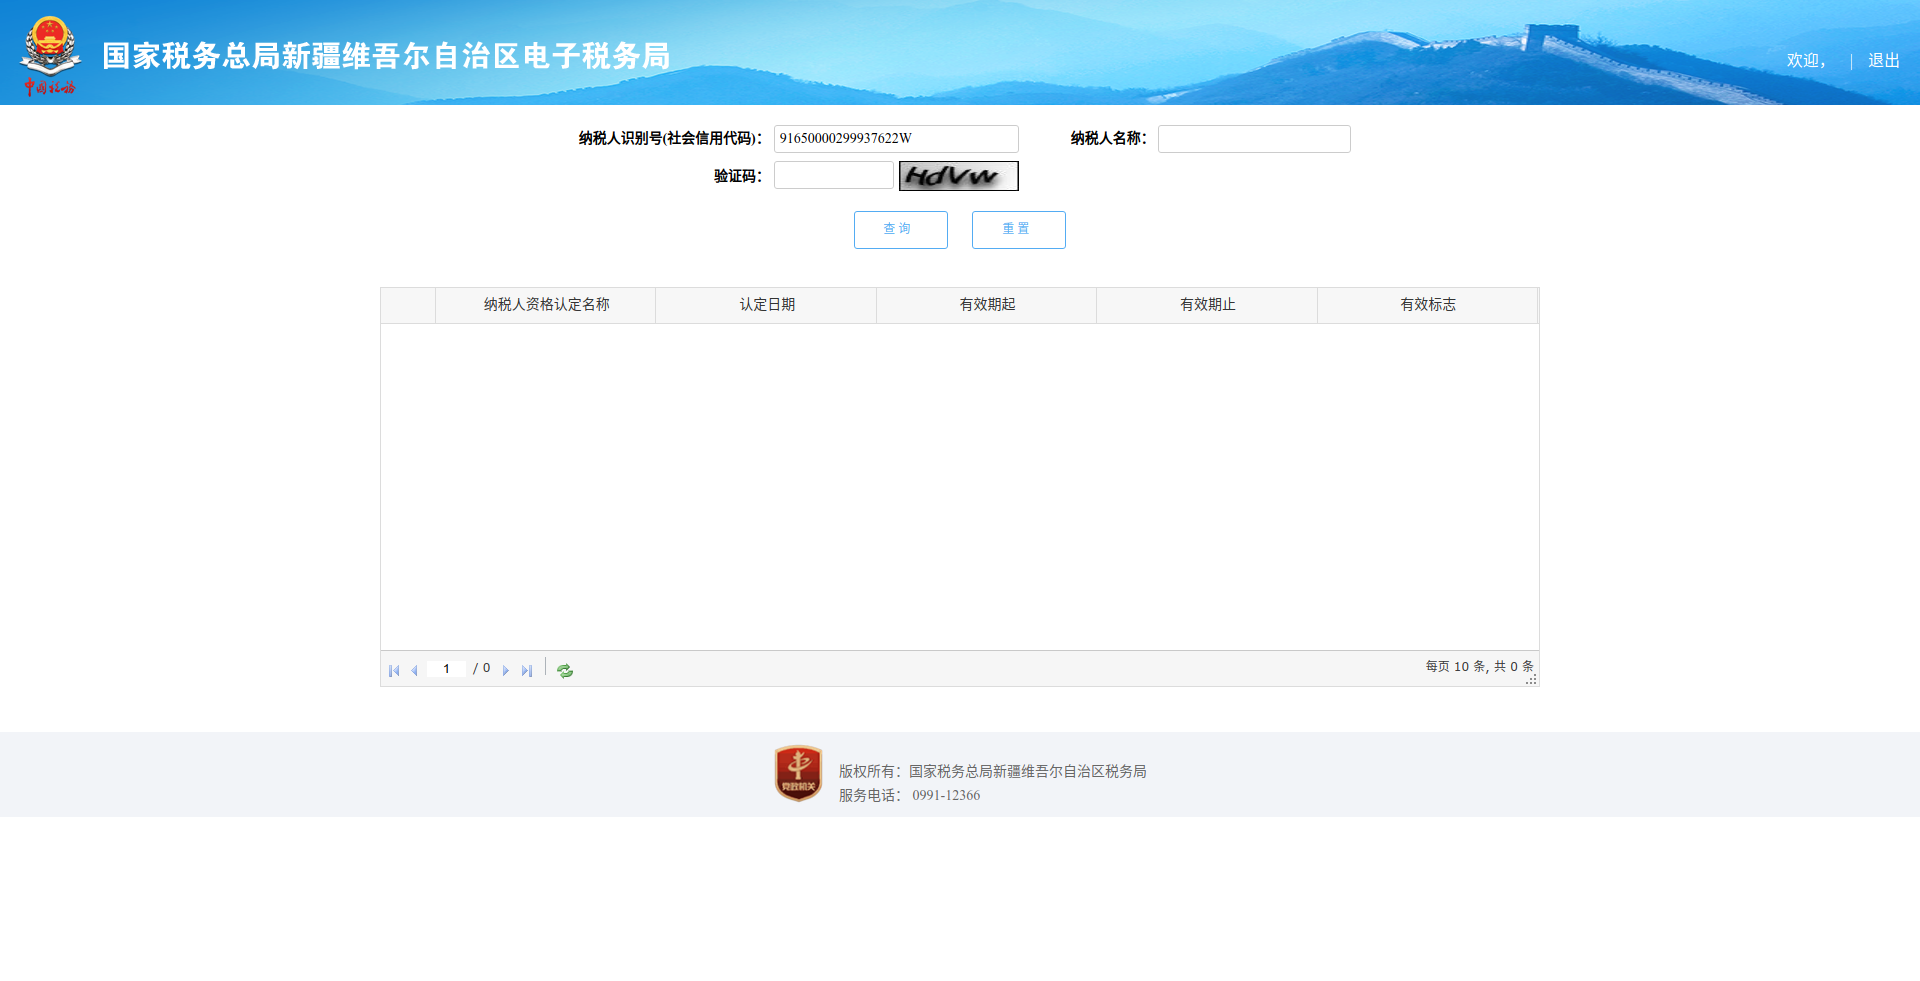 国家税务总局新疆维吾尔自治区电子税务局
中国税务
欢迎， | 退出
纳税人识别号(社会信用代码)： 91650000299937622W 纳税人名称：
验证码： HdVw
查 询 重 置
纳税人资格认定名称 认定日期 有效期起 有效期止 有效标志
1 / 0 每页 10 条, 共 0 条
党政机关
版权所有：国家税务总局新疆维吾尔自治区税务局
服务电话： 0991-12366